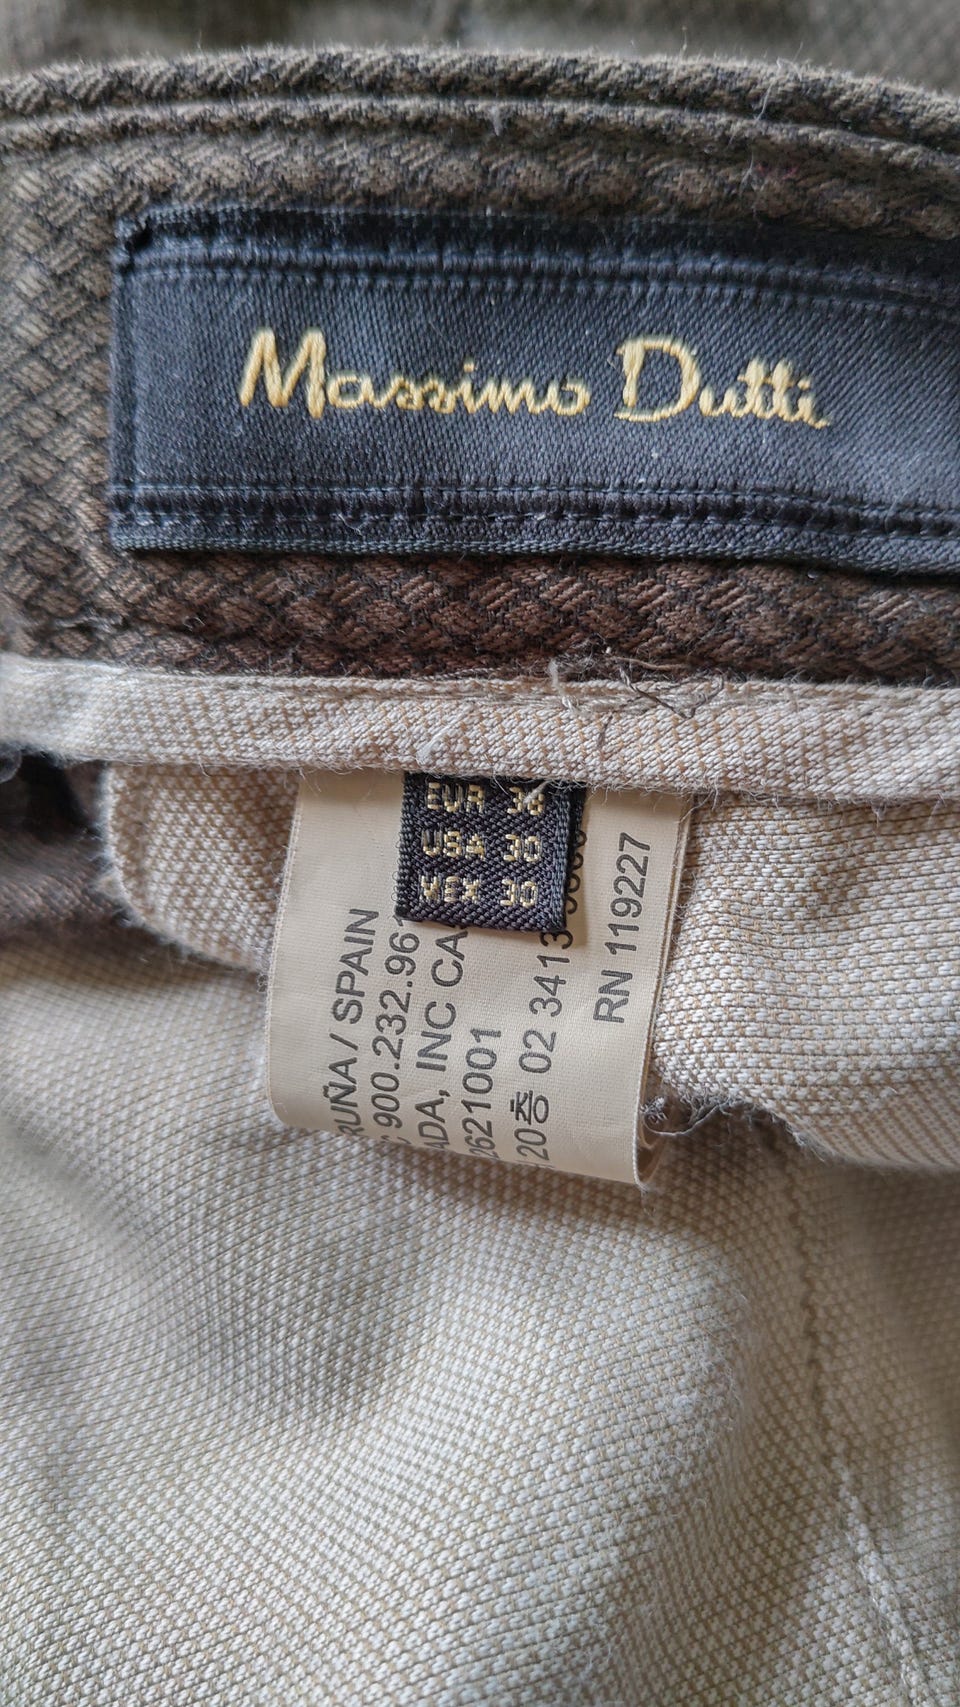 Massimo Dutti
EUR 38
USA 30
MEX 30
RUÑA / SPAIN
900.232.96
ADA, INC CA
2621001
20층 02 3413
RN 119227